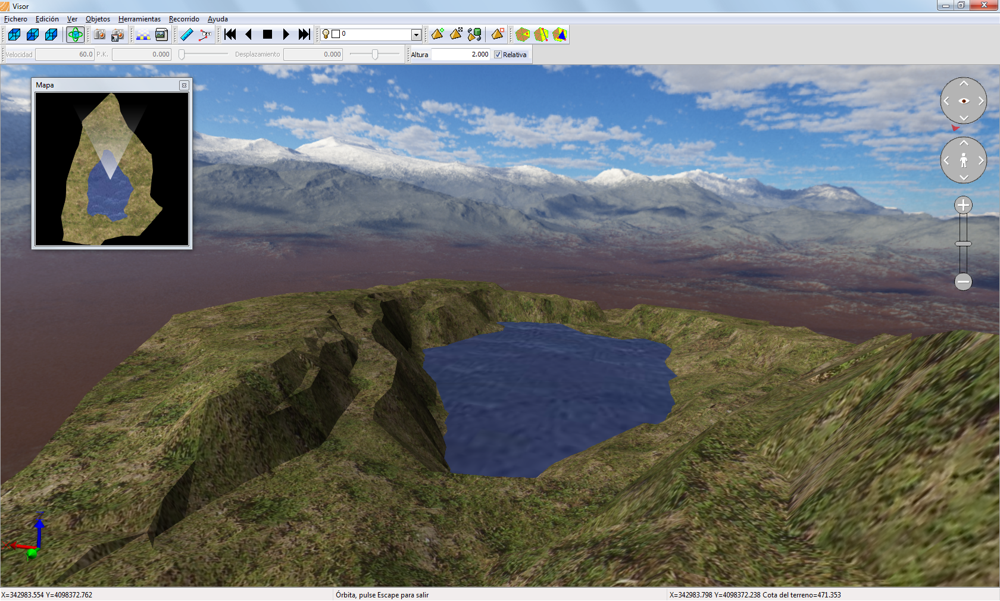 Visor
Fichero Edición Ver Objetos Herramientas Recorrido Ayuda
0
Velocidad 60.0 P.K. 0.000 Desplazamiento 0.000 Altura 2.000 Relativa
Mapa
X=342983.554 Y=4098372.762 Órbita, pulse Escape para salir X=342983.798 Y=4098372.238 Cota del terreno=471.353